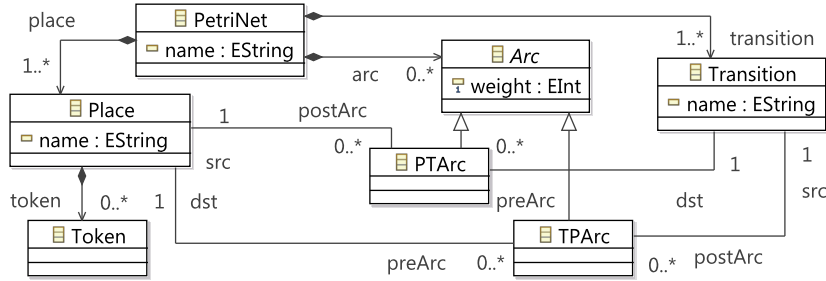 PetriNet
name : EString
place
1..*
arc
0..*
1..*
transition
Arc
weight : EInt
Transition
name : EString
Place
name : EString
1
postArc
0..*
src
PTArc
0..*
preArc
1
dst
1
src
token
0..*
1
dst
Token
TPArc
preArc
0..*
0..*
postArc